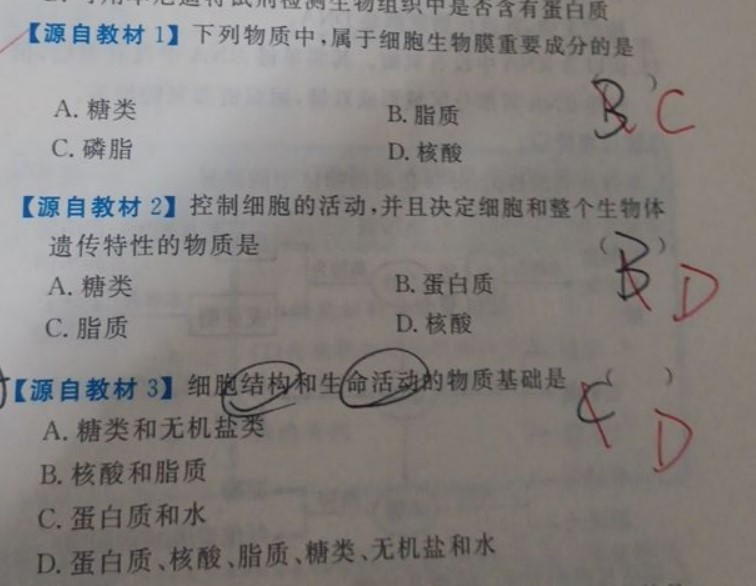 用单尼遗特试剂检测生物组织中是否含有蛋白质
【源自教材 1】下列物质中,属于细胞生物膜重要成分的是
( ) B C
A. 糖类 B. 脂质
C. 磷脂 D. 核酸
【源自教材 2】控制细胞的活动,并且决定细胞和整个生物体
遗传特性的物质是 ( ) B D
A. 糖类 B. 蛋白质
C. 脂质 D. 核酸
【源自教材 3】细胞结构和生命活动的物质基础是 ( ) C D
A. 糖类和无机盐类
B. 核酸和脂质
C. 蛋白质和水
D. 蛋白质、核酸、脂质、糖类、无机盐和水